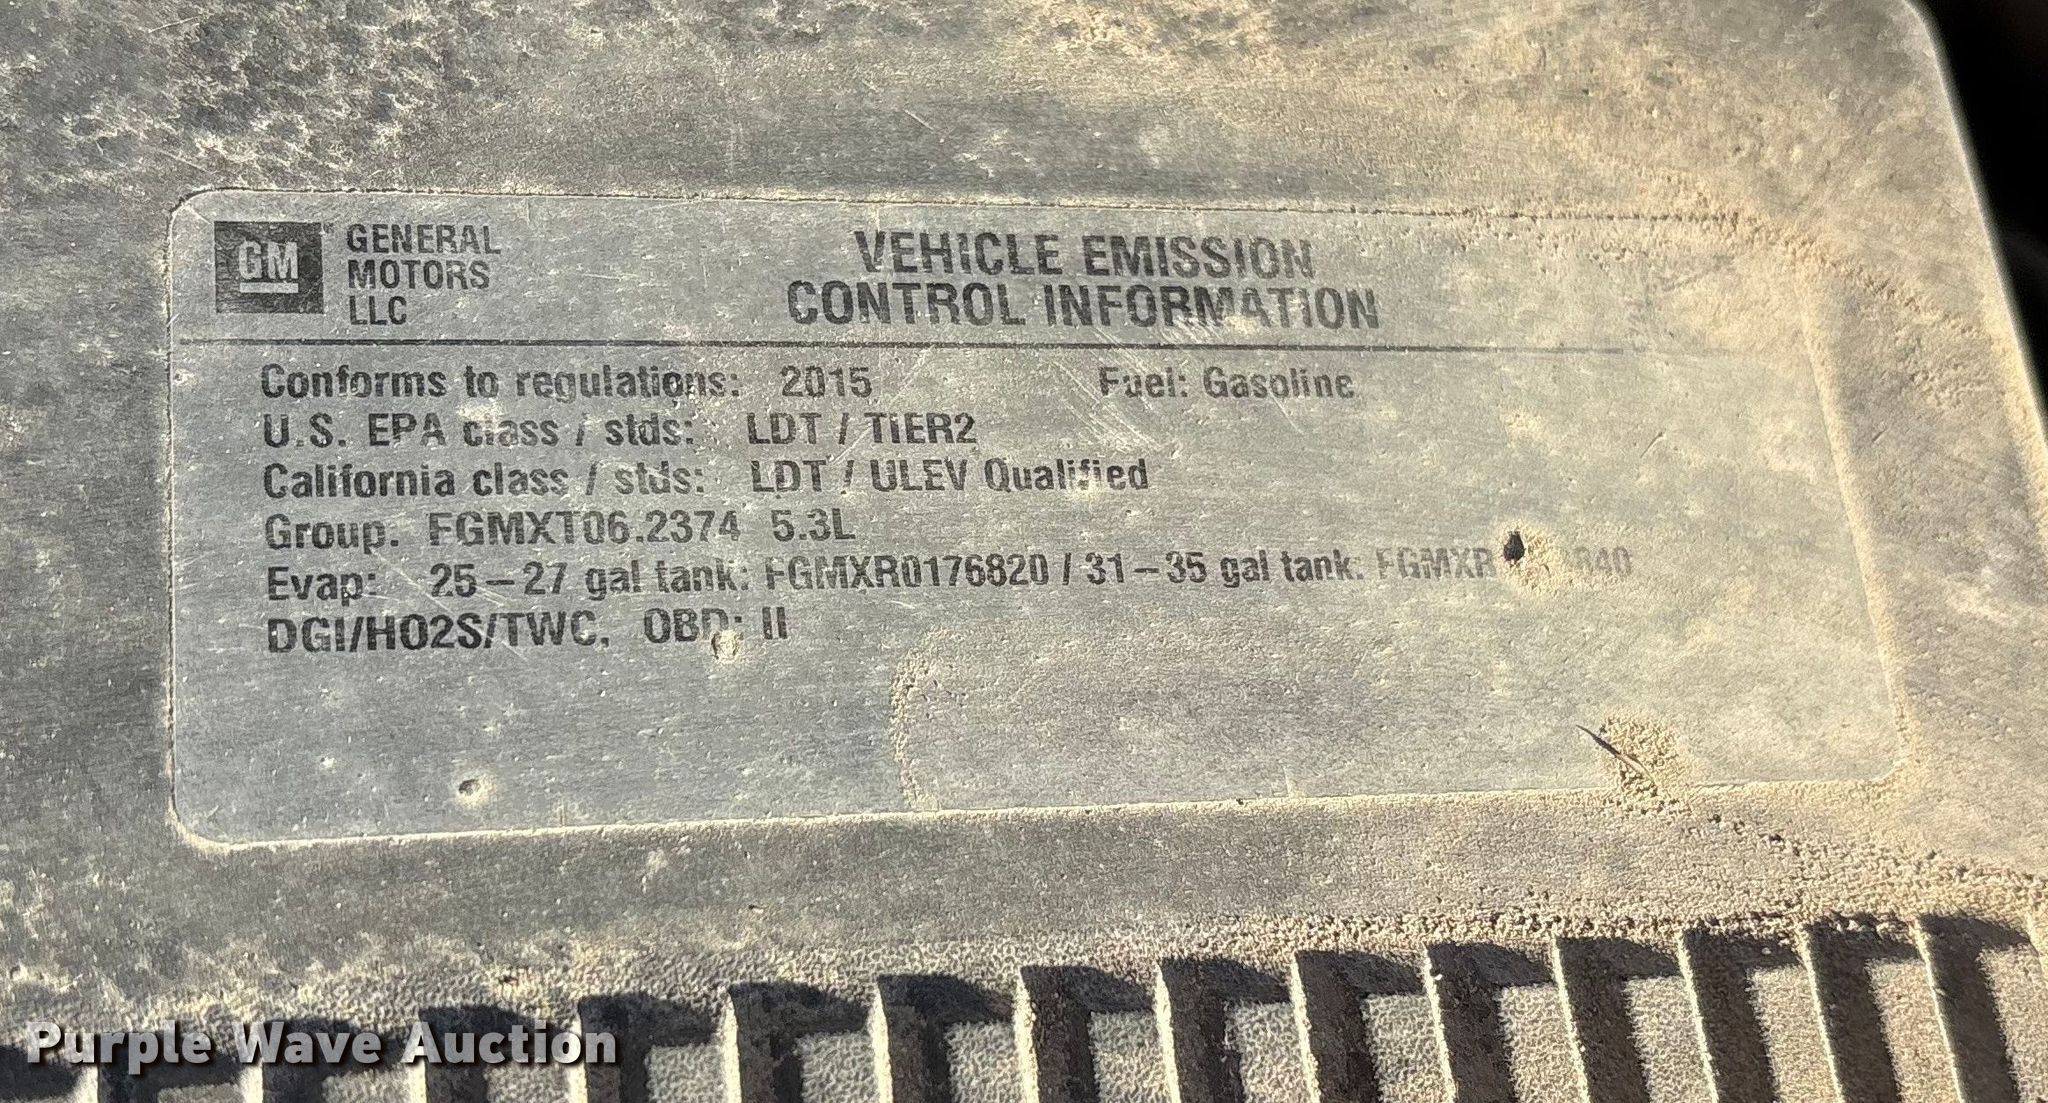 GM GENERAL MOTORS LLC
VEHICLE EMISSION
CONTROL INFORMATION
Conforms to regulations: 2015 Fuel: Gasoline
U.S. EPA class / stds: LDT / TIER2
California class / stds: LDT / ULEV Qualified
Group: FGMXT06.2374 5.3L
Evap: 25-27 gal tank: FGMXR0176820 / 31-35 gal tank:
DGI/HO2S/TWC, OBD: II
Purple Wave Auction